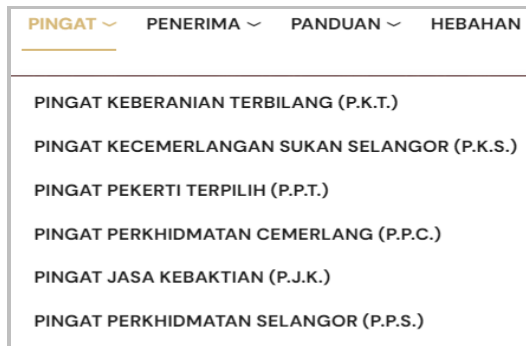 PINGAT PENERIMA PANDUAN HEBAHAN
PINGAT KEBERANIAN TERBILANG (P.K.T.)
PINGAT KECEMERLANGAN SUKAN SELANGOR (P.K.S.)
PINGAT PEKERTI TERPILIH (P.P.T.)
PINGAT PERKHIDMATAN CEMERLANG (P.P.C.)
PINGAT JASA KEBAKTIAN (P.J.K.)
PINGAT PERKHIDMATAN SELANGOR (P.P.S.)